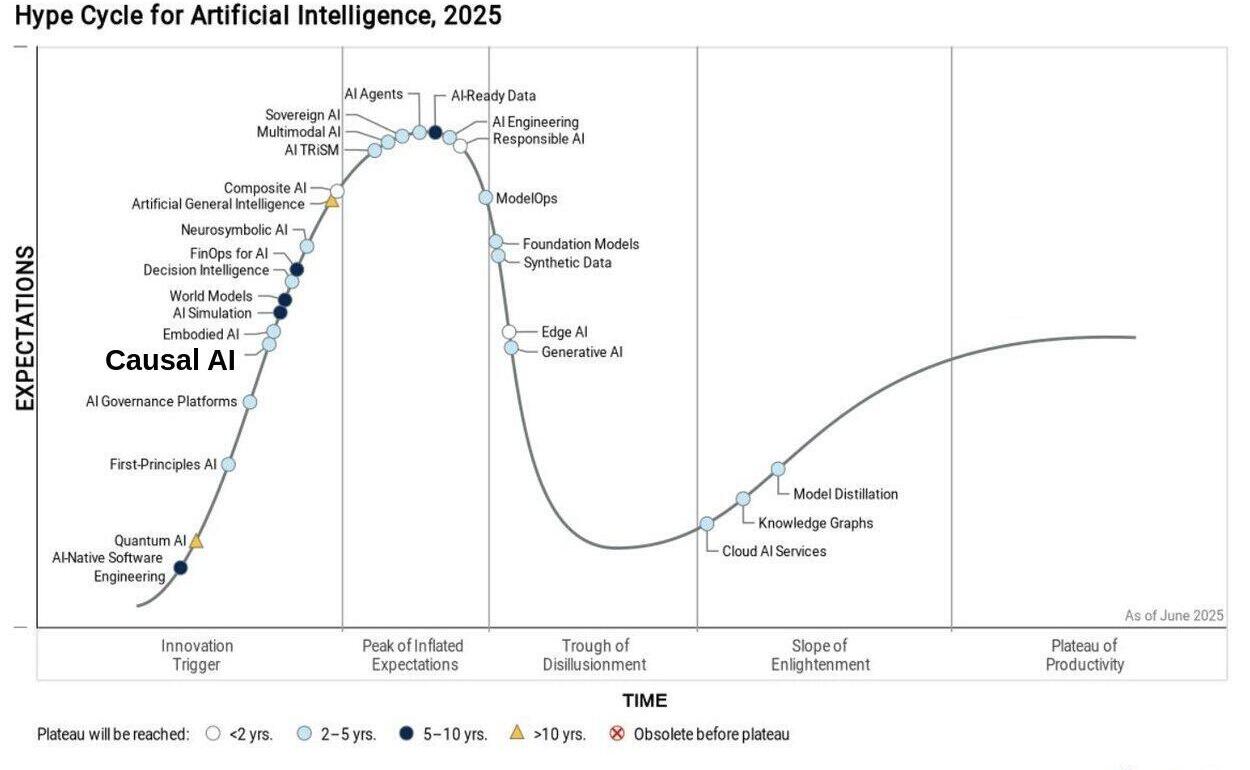 Hype Cycle for Artificial Intelligence, 2025
AI Agents
AI-Ready Data
Sovereign AI
AI Engineering
Multimodal AI
Responsible AI
AI TRiSM
Composite AI
ModelOps
Artificial General Intelligence
Neurosymbolic AI
Foundation Models
FinOps for AI
Synthetic Data
Decision Intelligence
World Models
AI Simulation
Embodied AI
Edge AI
Causal AI
Generative AI
AI Governance Platforms
First-Principles AI
Model Distillation
Knowledge Graphs
Quantum AI
Cloud AI Services
AI-Native Software
Engineering
EXPECTATIONS
As of June 2025
Innovation
Trigger
Peak of Inflated
Expectations
Trough of
Disillusionment
Slope of
Enlightenment
Plateau of
Productivity
TIME
Plateau will be reached: <2 yrs. 2–5 yrs. 5–10 yrs. >10 yrs. Obsolete before plateau